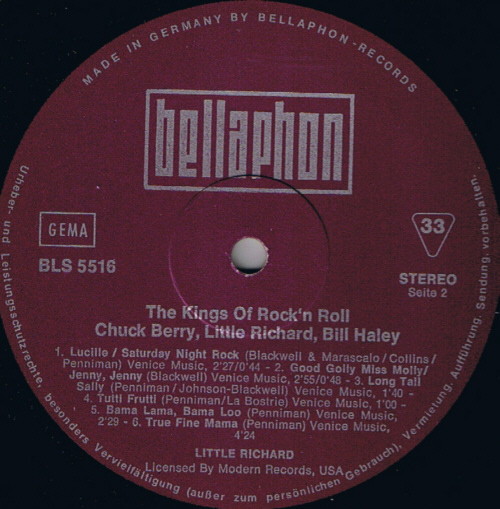 MADE IN GERMANY BY BELLAPHON-RECORDS
bellaphon
GEMA
BLS 5516
33
STEREO
Seite 2
The Kings Of Rock'n Roll
Chuck Berry, Little Richard, Bill Haley
1. Lucille / Saturday Night Rock (Blackwell & Marascalo/Collins/
Penniman) Venice Music, 2'27/0'44 - 2. Good Golly Miss Molly/
Jenny, Jenny (Blackwell) Venice Music, 2'55/0'48 - 3. Long Tall
Sally (Penniman/Johnson-Blackwell) Venice Music, 1'40 -
4. Tutti Frutti (Penniman/La Bostrie) Venice Music, 1'00 -
5. Bama Lama, Bama Loo (Penniman) Venice Music,
2'29 - 6. True Fine Mama (Penniman) Venice Music,
4'24
LITTLE RICHARD
Licensed By Modern Records, USA
Urheber- und Leistungsschutzrechte, besonders Vervielfältigung (außer zum persönlichen Gebrauch), Vermietung, Aufführung, Sendung vorbehalten.